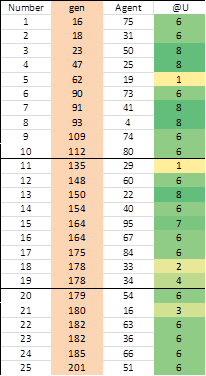 Number gen Agent @U
1 16 75 6
2 18 31 6
3 23 50 8
4 47 25 8
5 62 19 1
6 90 73 6
7 91 41 8
8 93 4 8
9 109 74 6
10 112 80 6
11 135 29 1
12 148 60 6
13 150 22 8
14 154 40 6
15 164 95 7
16 164 67 6
17 175 84 6
18 178 33 2
19 178 34 4
20 179 54 6
21 180 16 3
22 182 63 6
23 182 36 6
24 185 66 6
25 201 51 6